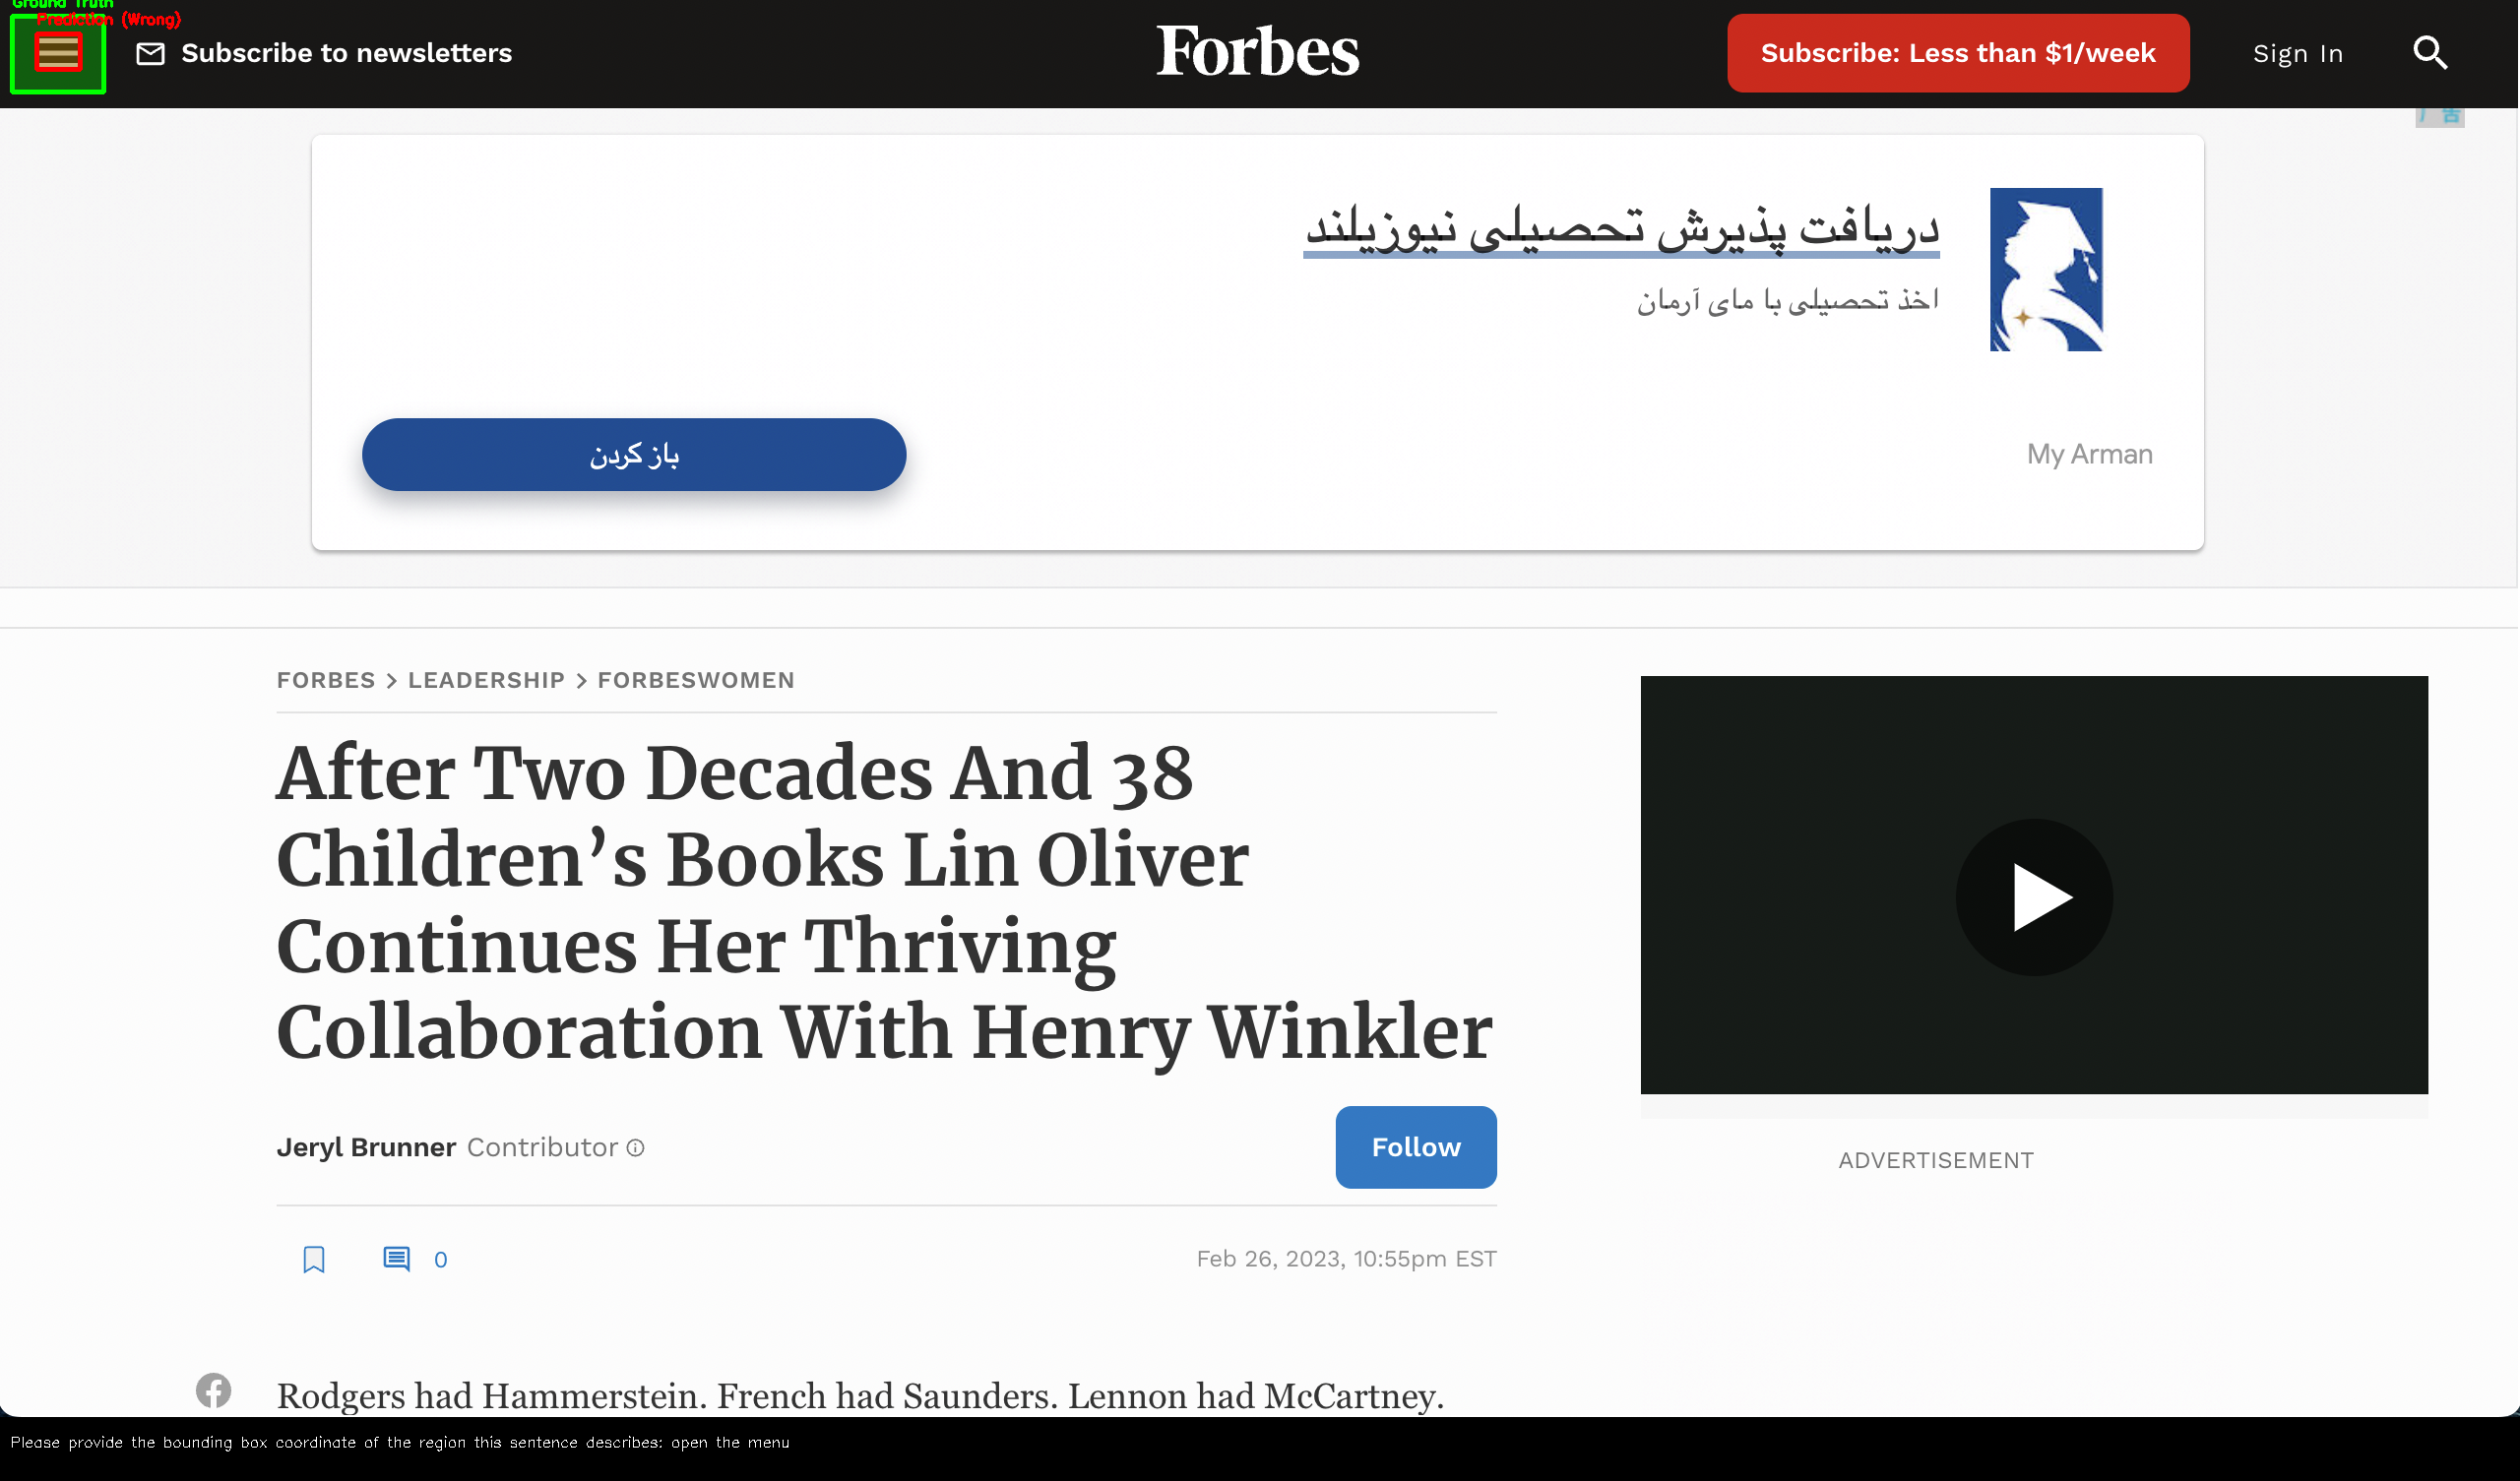 Ground Truth
Prediction (Wrong)
Subscribe to newsletters
Forbes
Subscribe: Less than $1/week
Sign In
广告
دریافت پذیرش تحصیلی نیوزیلند
اخذ تحصیلی با مای آرمان
باز کردن
My Arman
FORBES > LEADERSHIP > FORBESWOMEN
After Two Decades And 38
Children’s Books Lin Oliver
Continues Her Thriving
Collaboration With Henry Winkler
Jeryl Brunner Contributor
Follow
0
Feb 26, 2023, 10:55pm EST
ADVERTISEMENT
Rodgers had Hammerstein. French had Saunders. Lennon had McCartney.
Please provide the bounding box coordinate of the region this sentence describes: open the menu